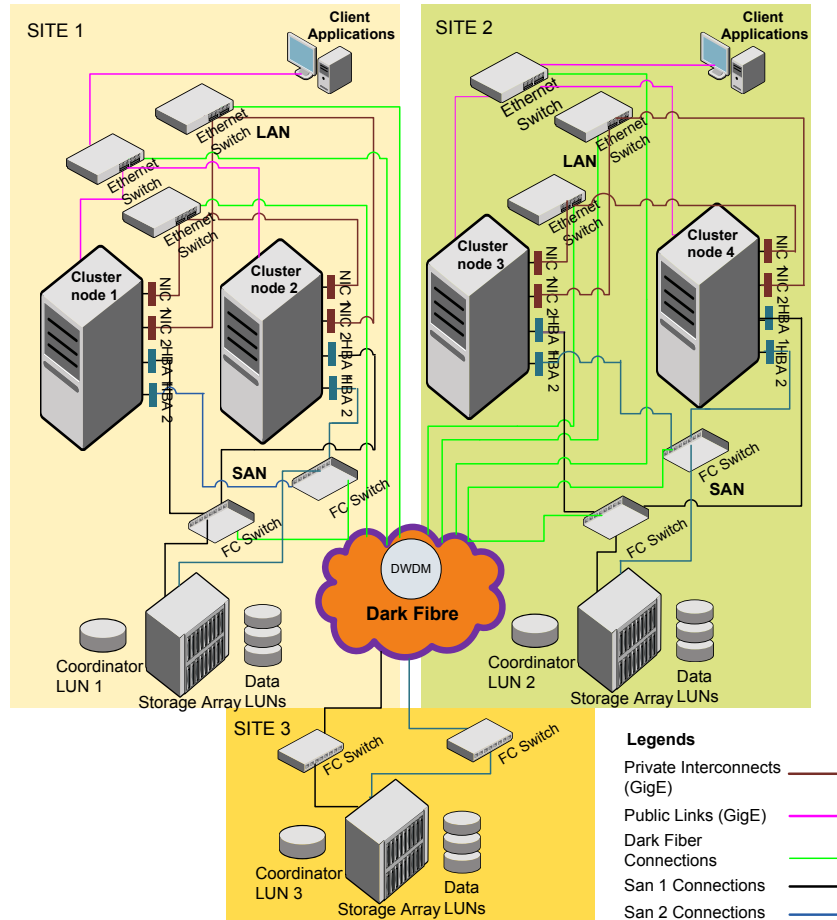 SITE 1
Client
Applications
Ethernet
Switch
LAN
Ethernet
Switch
Ethernet
Switch
Cluster
node 1
NIC 1
NIC 2
HBA 1
HBA 2
Cluster
node 2
NIC 1
NIC 2
HBA 1
HBA 2
SAN
FC Switch
FC Switch
Coordinator
LUN 1
Storage Array
Data
LUNs
SITE 2
Client
Applications
Ethernet
Switch
Ethernet
Switch
LAN
Ethernet
Switch
Cluster
node 3
NIC 1
NIC 2
HBA 1
HBA 2
Cluster
node 4
NIC 1
NIC 2
HBA 1
HBA 2
FC Switch
SAN
FC Switch
Coordinator
LUN 2
Storage Array
Data
LUNs
DWDM
Dark Fibre
SITE 3
FC Switch
FC Switch
Coordinator
LUN 3
Storage Array
Data
LUNs
Legends
Private Interconnects
(GigE)
Public Links (GigE)
Dark Fiber
Connections
San 1 Connections
San 2 Connections